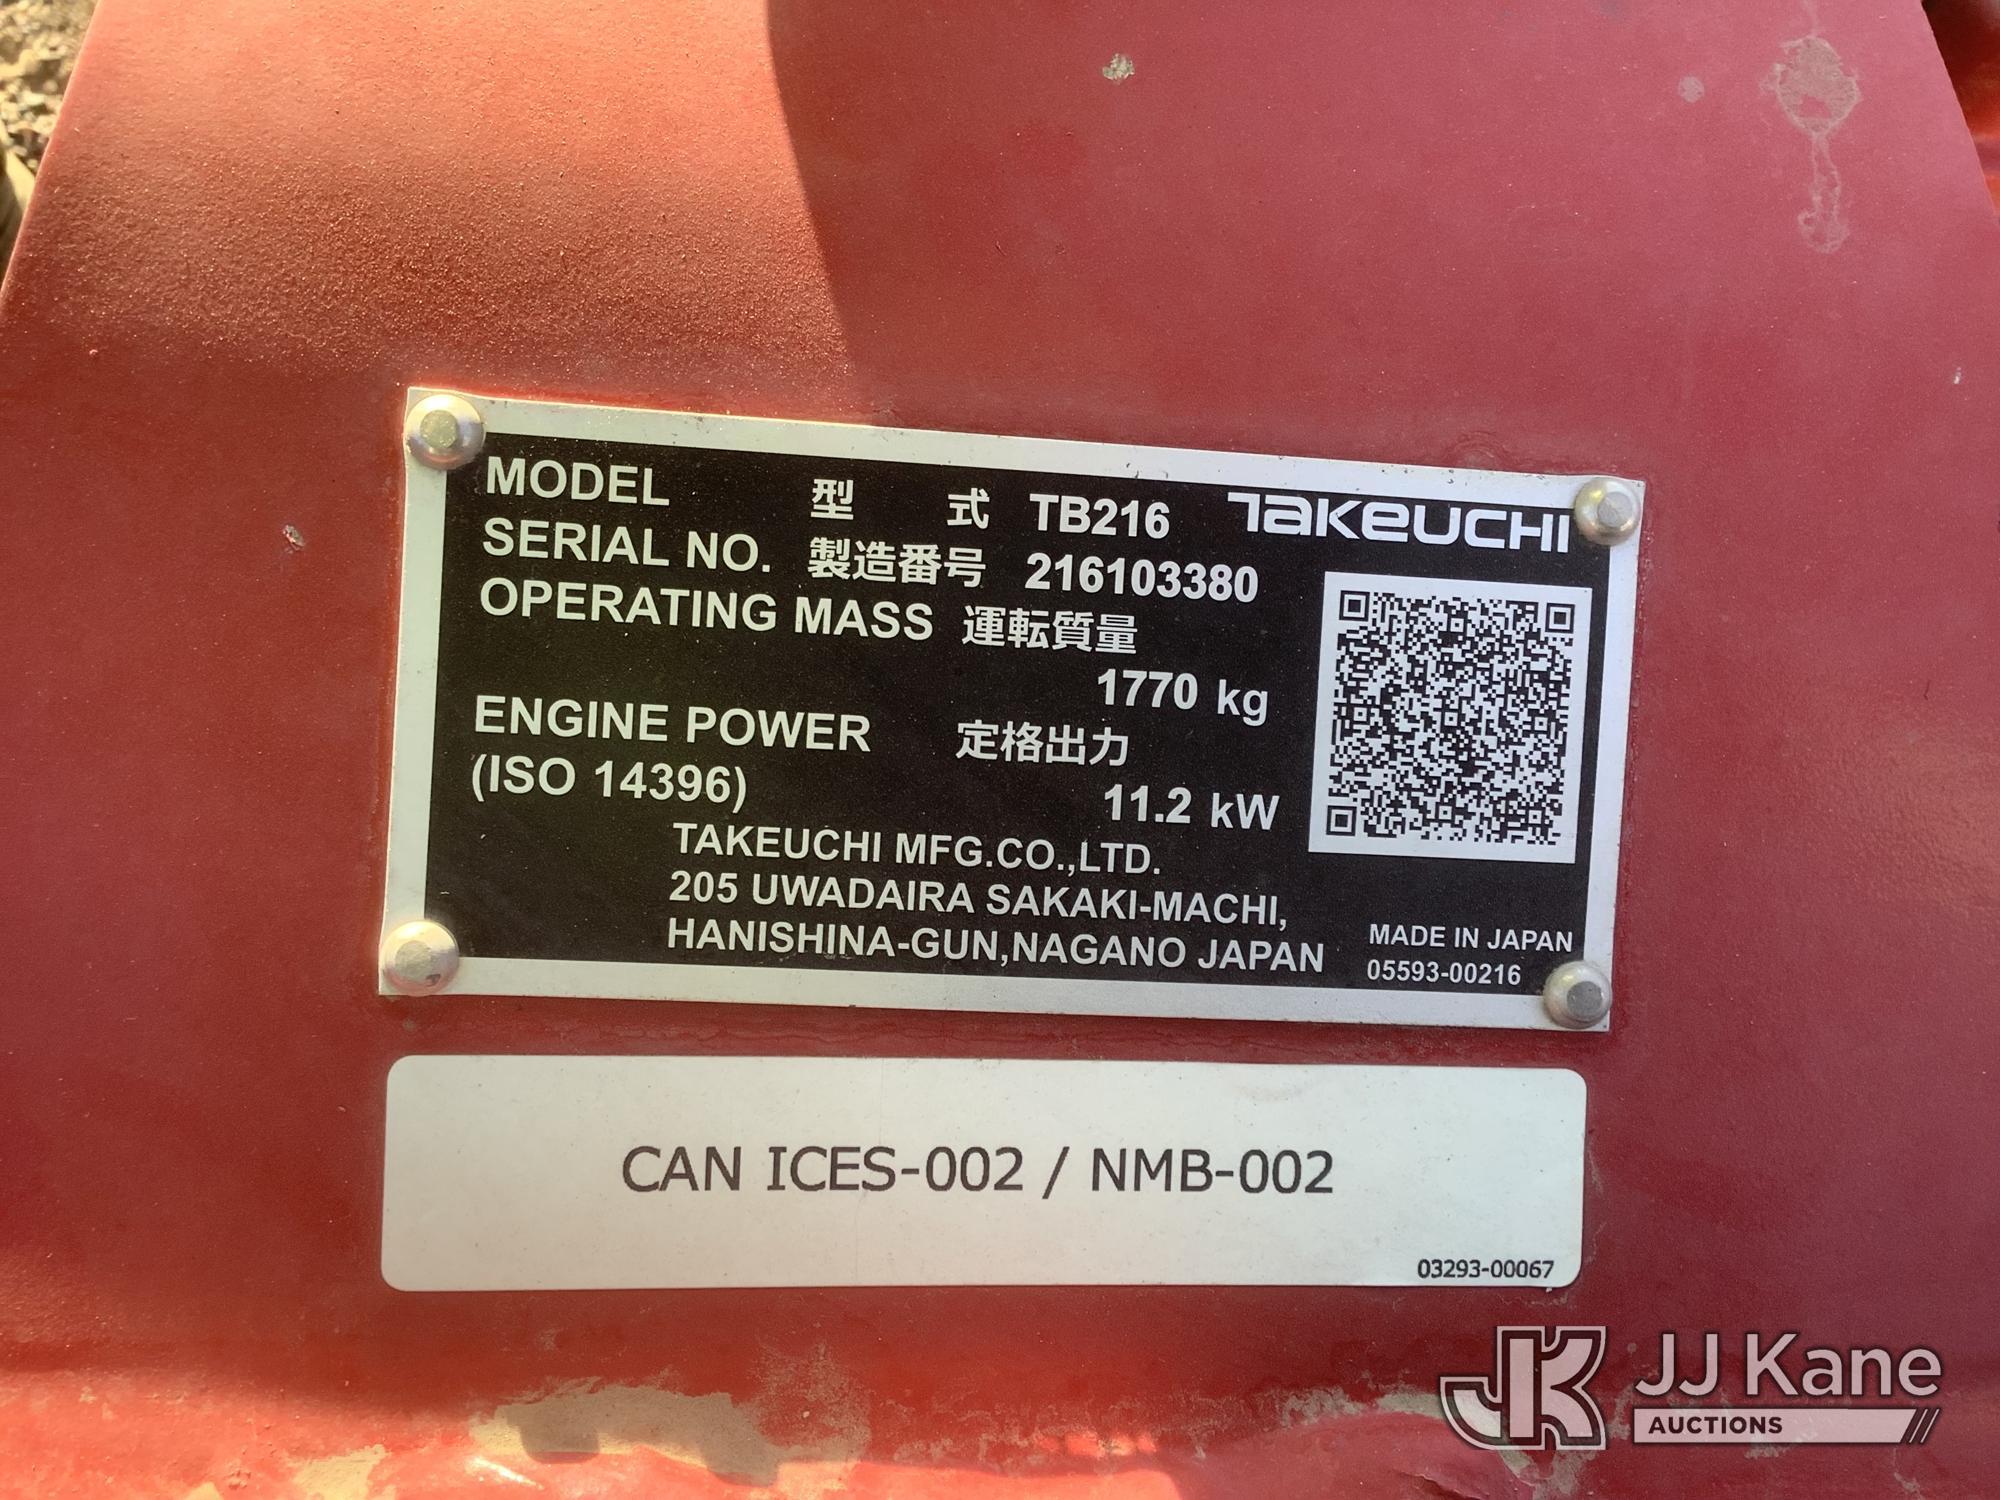 MODEL 型 式 TB216 TAKEUCHI
SERIAL NO. 製造番号 216103380
OPERATING MASS 運転質量
1770 kg
ENGINE POWER 定格出力
(ISO 14396)
11.2 kW
TAKEUCHI MFG.CO.,LTD.
205 UWADAIRA SAKAKI-MACHI,
HANISHINA-GUN,NAGANO JAPAN
MADE IN JAPAN
05593-00216
CAN ICES-002 / NMB-002
03293-00067
JK JJ Kane
AUCTIONS